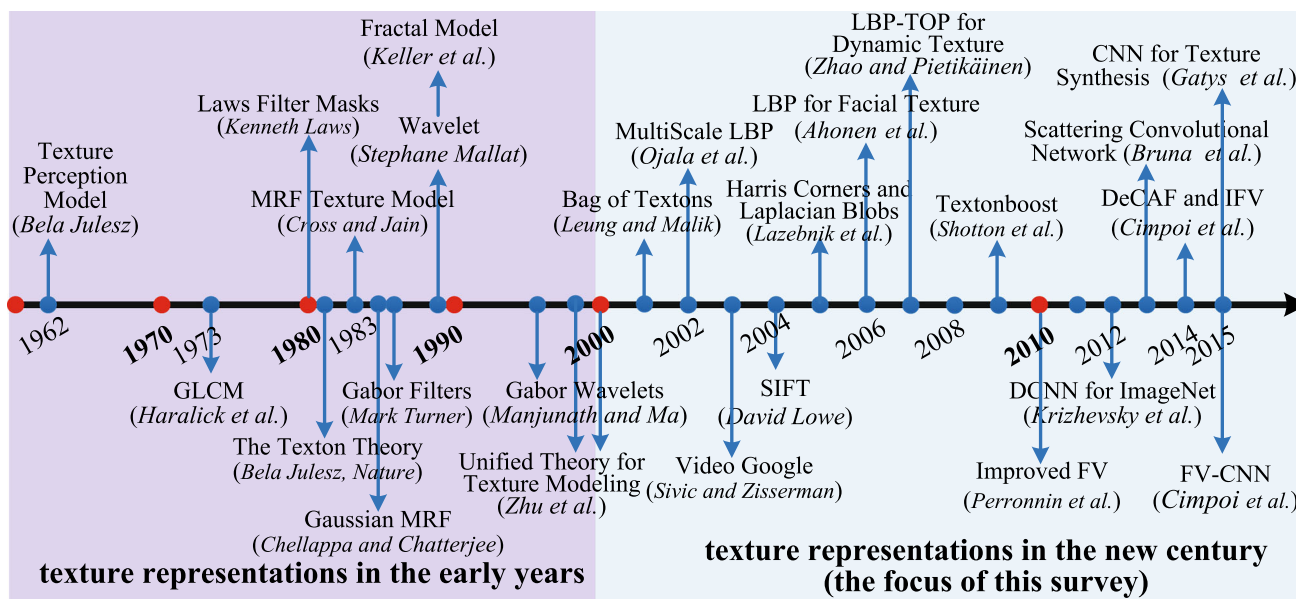 Fractal Model
(Keller et al.)
Laws Filter Masks
(Kenneth Laws)
Wavelet
(Stephane Mallat)
Texture
Perception
Model
(Bela Julesz)
MRF Texture Model
(Cross and Jain)
LBP-TOP for
Dynamic Texture
(Zhao and Pietikäinen)
CNN for Texture
Synthesis (Gatys et al.)
LBP for Facial Texture
(Ahonen et al.)
MultiScale LBP
(Ojala et al.)
Scattering Convolutional
Network (Bruna et al.)
Bag of Textons
(Leung and Malik)
Harris Corners and
Laplacian Blobs
(Lazebnik et al.)
Textonboost
(Shotton et al.)
DeCAF and IFV
(Cimpoi et al.)
1962
1970
1973
1980
1983
1990
2000
2002
2004
2006
2008
2010
2012
2014
2015
GLCM
(Haralick et al.)
Gabor Filters
(Mark Turner)
Gabor Wavelets
(Manjunath and Ma)
SIFT
(David Lowe)
DCNN for ImageNet
(Krizhevsky et al.)
The Texton Theory
(Bela Julesz, Nature)
Unified Theory for
Texture Modeling
(Zhu et al.)
Video Google
(Sivic and Zisserman)
Improved FV
(Perronnin et al.)
FV-CNN
(Cimpoi et al.)
Gaussian MRF
(Chellappa and Chatterjee)
texture representations in the early years
texture representations in the new century
(the focus of this survey)